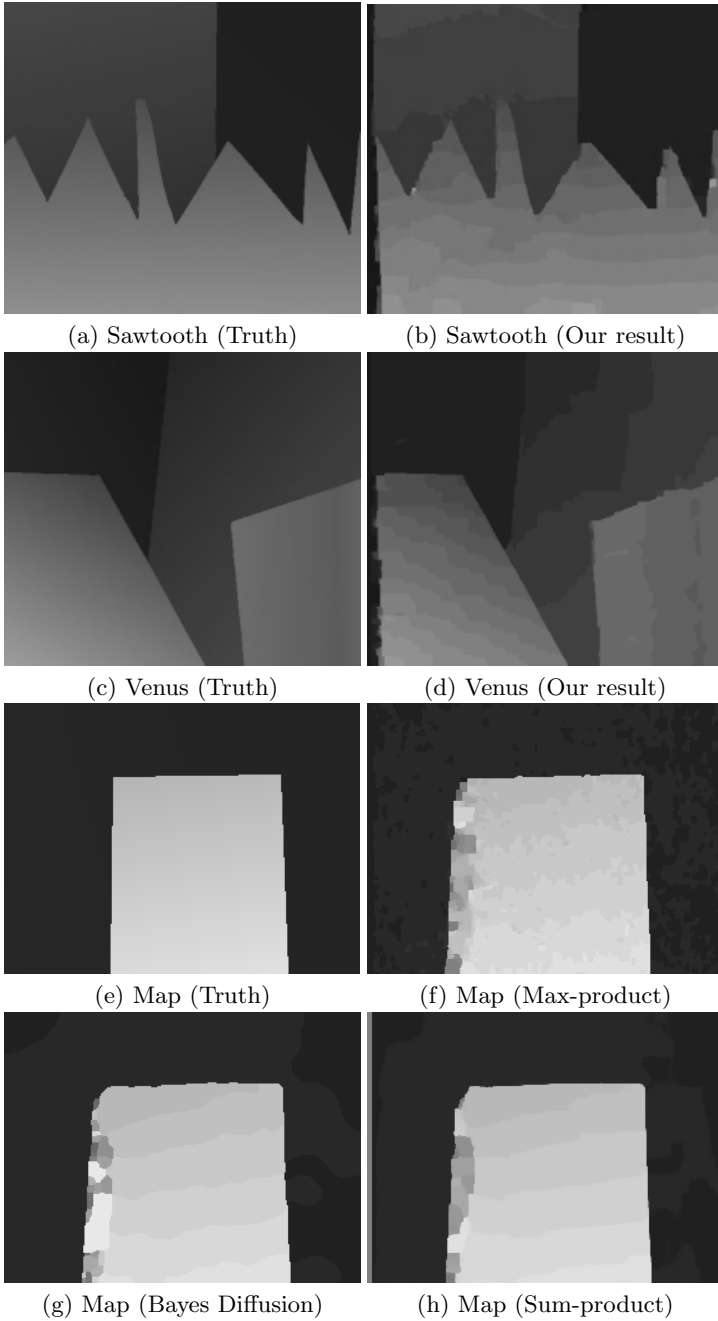 (a) Sawtooth (Truth)
(b) Sawtooth (Our result)
(c) Venus (Truth)
(d) Venus (Our result)
(e) Map (Truth)
(f) Map (Max-product)
(g) Map (Bayes Diffusion)
(h) Map (Sum-product)